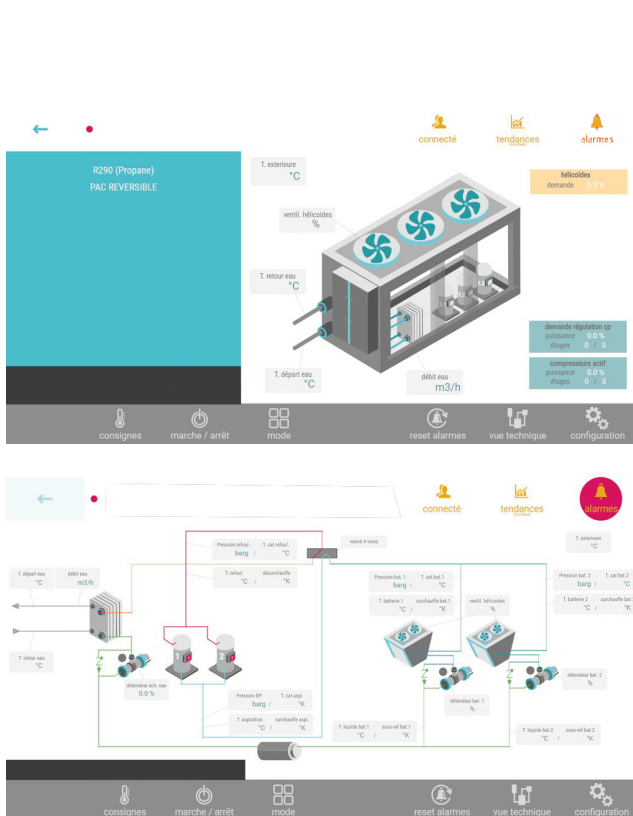 connecté
tendances
alarmes
R290 (Propane)
PAC REVERSIBLE
T. exterieure
°C
hélicoïdes
demande 0.0 %
ventil. hélicoides
%
T. retour eau
°C
T. départ eau
°C
débit eau
m3/h
demande régulation cp
puissance 0.0 %
étages 0 / 3
compresseurs actif
puissance 0.0 %
étages 0 / 3
consignes
marche / arrêt
mode
reset alarmes
vue technique
configuration
connecté
tendances
alarmes
T. exterieure
°C
Pression refoul. T. sat refoul.
barg / °C
vanne 4 voies
T. refoul. désurchauffe
°C / °K
T. départ eau débit eau
°C m3/h
Pression bat. 1 T. sat bat.1
barg / °C
Pression bat. 2 T. sat bat.2
barg / °C
T. batterie 1 surchauffe bat.1
°C / °K
ventil. hélicoides
%
T. batterie 2 surchauffe bat.2
°C / °K
T. retour eau
°C
1
2
détendeur ech. eau
0,0 %
Pression BP T. sat aspi.
barg / °K
T. aspiration surchauffe aspi.
°C / °K
détendeur bat. 1
%
détendeur bat. 2
%
T. liquide bat.1 sous-ref bat.1
°C / °K
T. liquide bat.2 sous-ref bat.2
°C / °K
consignes
marche / arrêt
mode
reset alarmes
vue technique
configuration